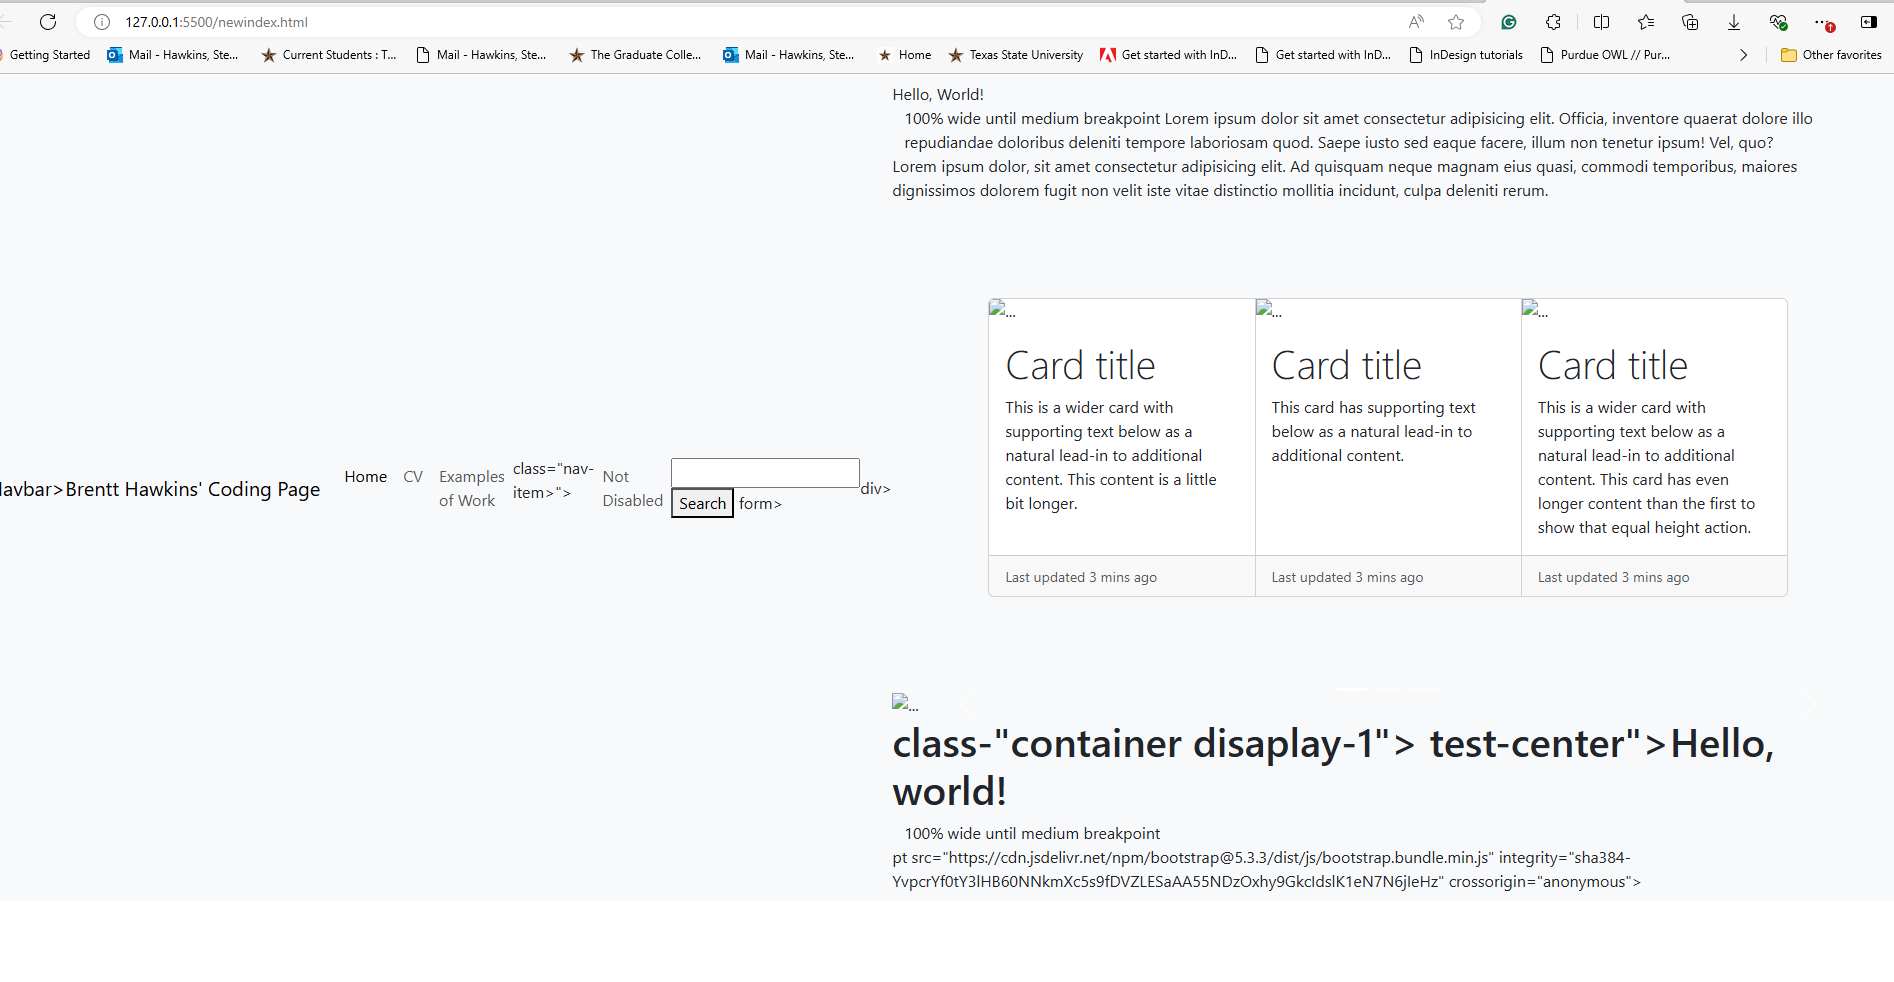 127.0.0.1:5500/newindex.html
Getting Started
Mail - Hawkins, Ste...
Current Students : T...
Mail - Hawkins, Ste...
The Graduate Colle...
Mail - Hawkins, Ste...
Home
Texas State University
Get started with InD...
Get started with InD...
InDesign tutorials
Purdue OWL // Pur...
Other favorites
Hello, World!
100% wide until medium breakpoint Lorem ipsum dolor sit amet consectetur adipisicing elit. Officia, inventore quaerat dolore illo
repudiandae doloribus deleniti tempore laboriosam quod. Saepe iusto sed eaque facere, illum non tenetur ipsum! Vel, quo?
Lorem ipsum dolor, sit amet consectetur adipisicing elit. Ad quisquam neque magnam eius quasi, commodi temporibus, maiores
dignissimos dolorem fugit non velit iste vitae distinctio mollitia incidunt, culpa deleniti rerum.
avbar>Brentt Hawkins' Coding Page
Home
CV
Examples
of Work
class="nav-
item>">
Not
Disabled
Search
form>
div>
...
Card title
This is a wider card with
supporting text below as a
natural lead-in to additional
content. This content is a little
bit longer.
Last updated 3 mins ago
...
Card title
This card has supporting text
below as a natural lead-in to
additional content.
Last updated 3 mins ago
...
Card title
This is a wider card with
supporting text below as a
natural lead-in to additional
content. This card has even
longer content than the first to
show that equal height action.
Last updated 3 mins ago
...
class-"container disaplay-1"> test-center">Hello,
world!
100% wide until medium breakpoint
pt src="https://cdn.jsdelivr.net/npm/bootstrap@5.3.3/dist/js/bootstrap.bundle.min.js" integrity="sha384-
YvpcrYf0tY3lHB60NNkmXc5s9fDVZLESaAA55NDzOxhy9GkcIdslK1eN7N6jIeHz" crossorigin="anonymous">